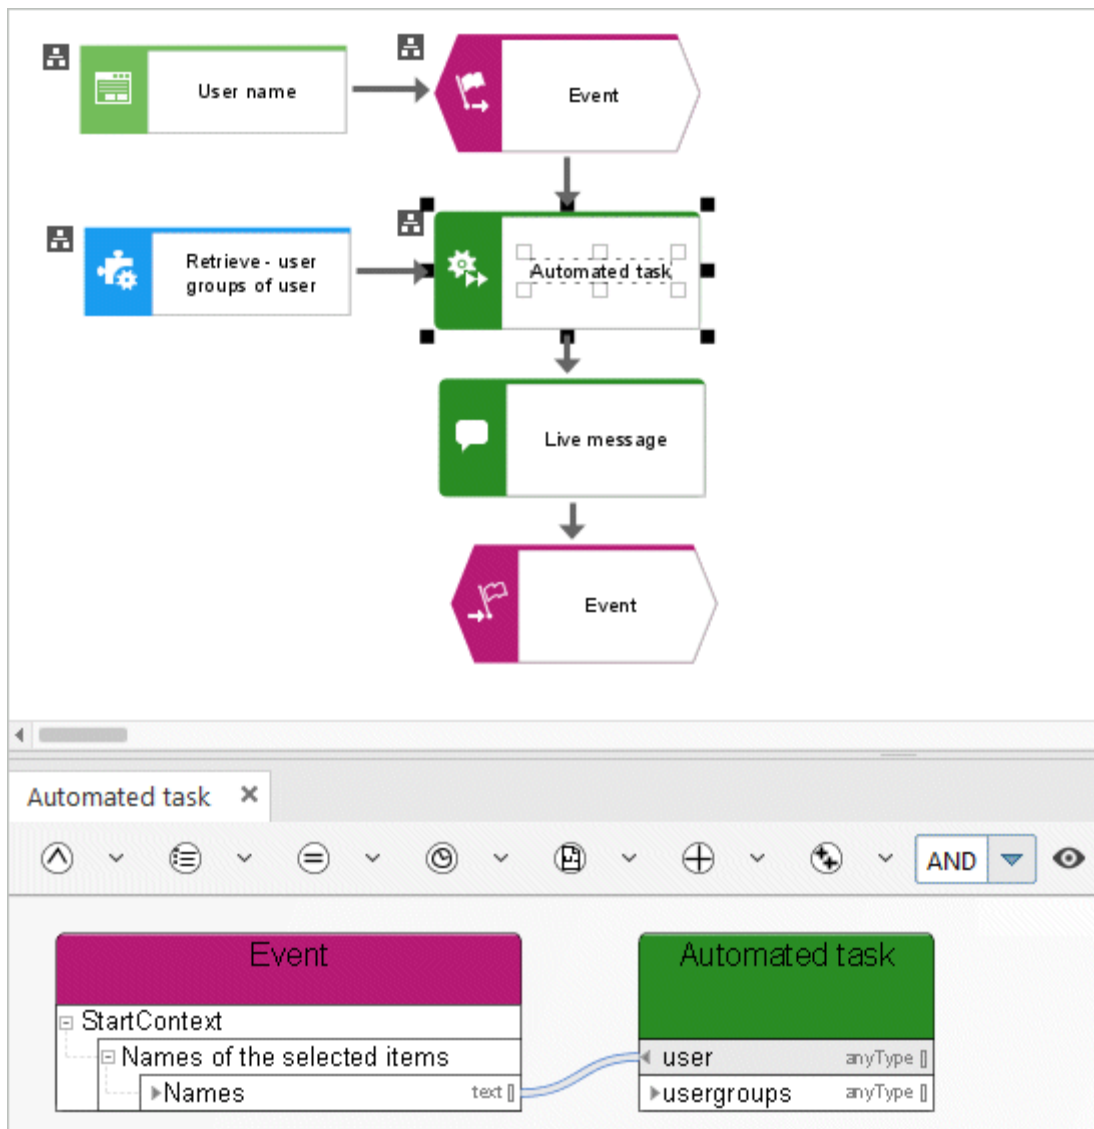 User name
Event
Retrieve - user
groups of user
Automated task
Live message
Event
Automated task
AND
Event
Automated task
StartContext
Names of the selected items
user anyType []
Names text []
usergroups anyType []